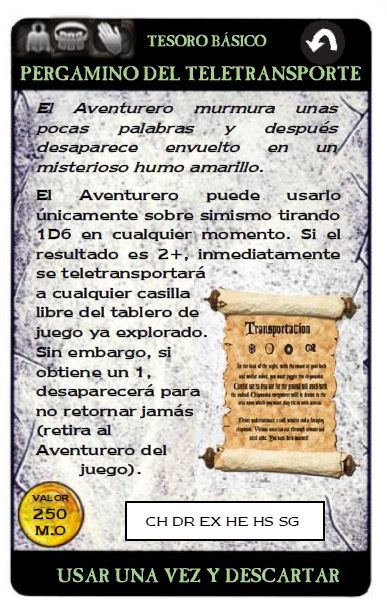 TESORO BÁSICO
PERGAMINO DEL TELETRANSPORTE
El Aventurero murmura unas
pocas palabras y después
desaparece envuelto en un
misterioso humo amarillo.
El Aventurero puede usarlo
únicamente sobre simismo tirando
1D6 en cualquier momento. Si el
resultado es 2+, inmediatamente
se teletransportará
a cualquier casilla
libre del tablero de
juego ya explorado.
Sin embargo, si
obtiene un 1,
desaparecerá para
no retornar jamás
(retira al
Aventurero del
juego).
Transportation
VALOR
250
M.O
CH DR EX HE HS SG
USAR UNA VEZ Y DESCARTAR